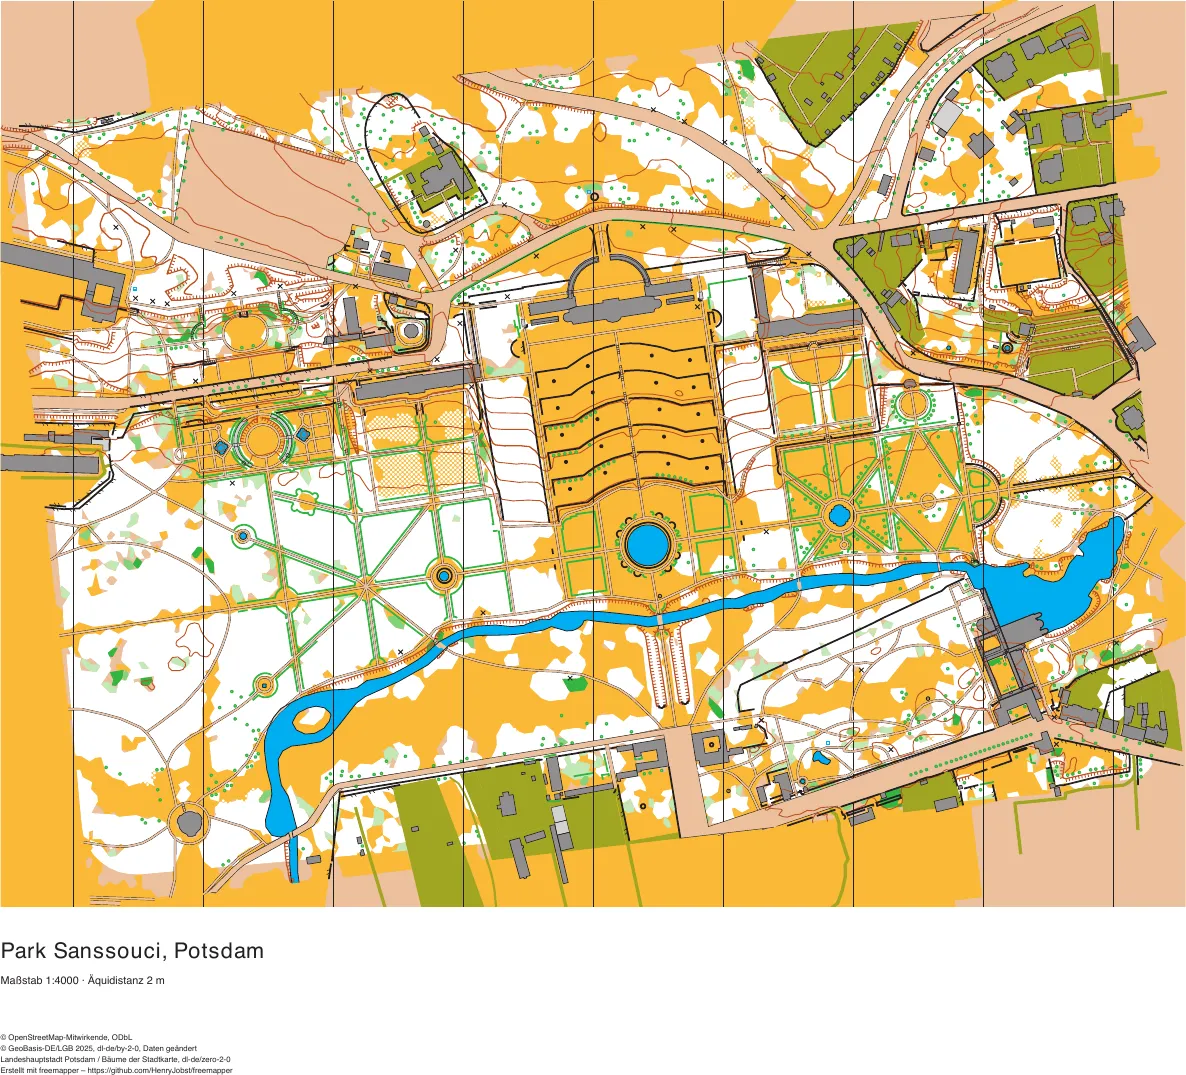 Park Sanssouci, Potsdam
Maßstab 1:4000 · Äquidistanz 2 m
© OpenStreetMap-Mitwirkende, ODbL
© GeoBasis-DE/LGB 2025, dl-de/by-2-0, Daten geändert
Landeshauptstadt Potsdam / Bäume der Stadtkarte, dl-de/zero-2-0
Erstellt mit freemapper – https://github.com/HenryJobst/freemapper